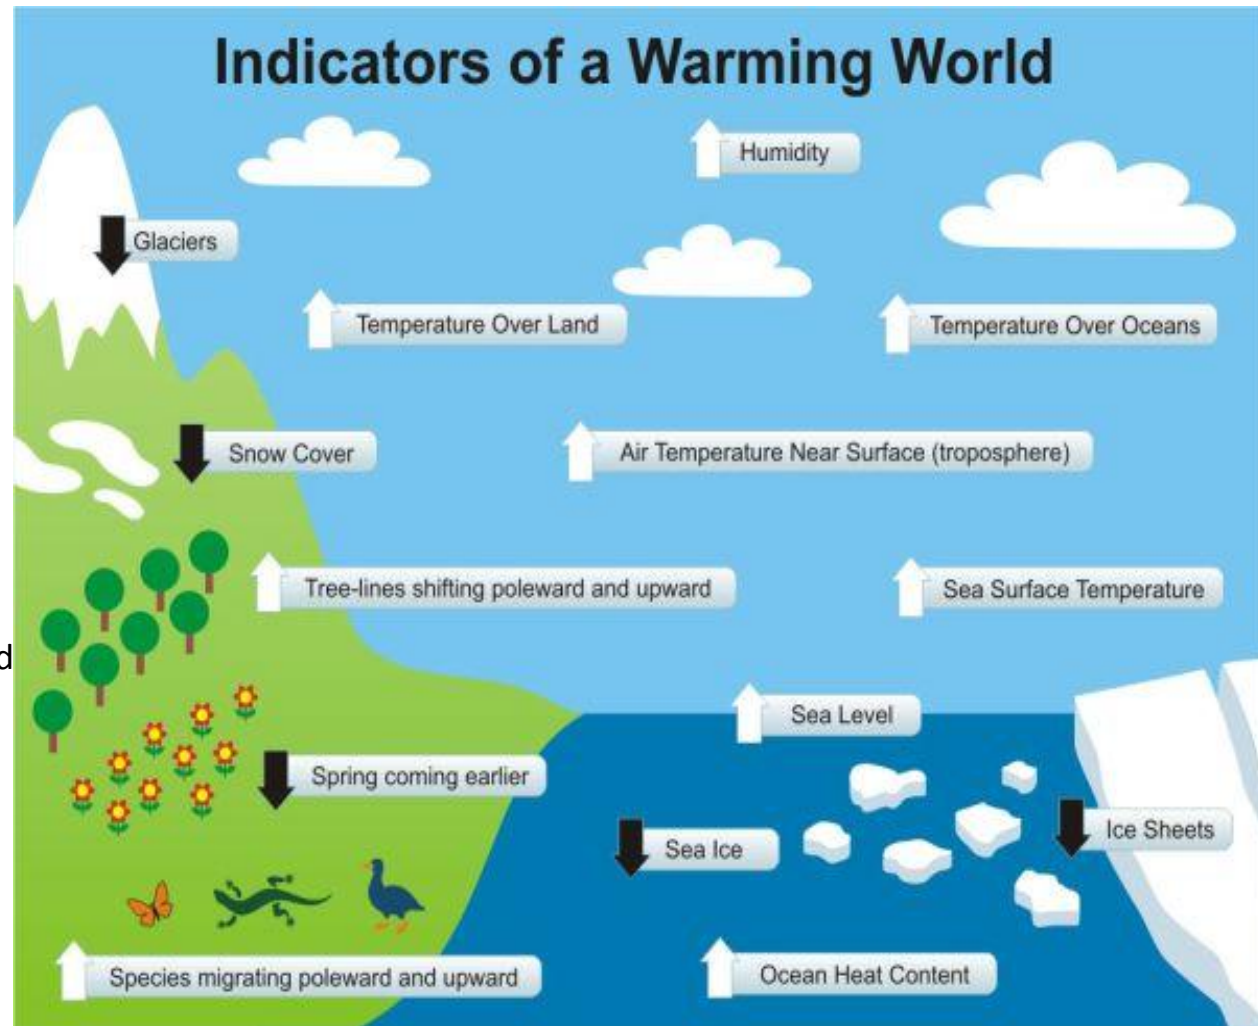 Indicators of a Warming World
Humidity
Glaciers
Temperature Over Land
Temperature Over Oceans
Snow Cover
Air Temperature Near Surface (troposphere)
Tree-lines shifting poleward and upward
Sea Surface Temperature
d
Sea Level
Spring coming earlier
Sea Ice
Ice Sheets
Species migrating poleward and upward
Ocean Heat Content